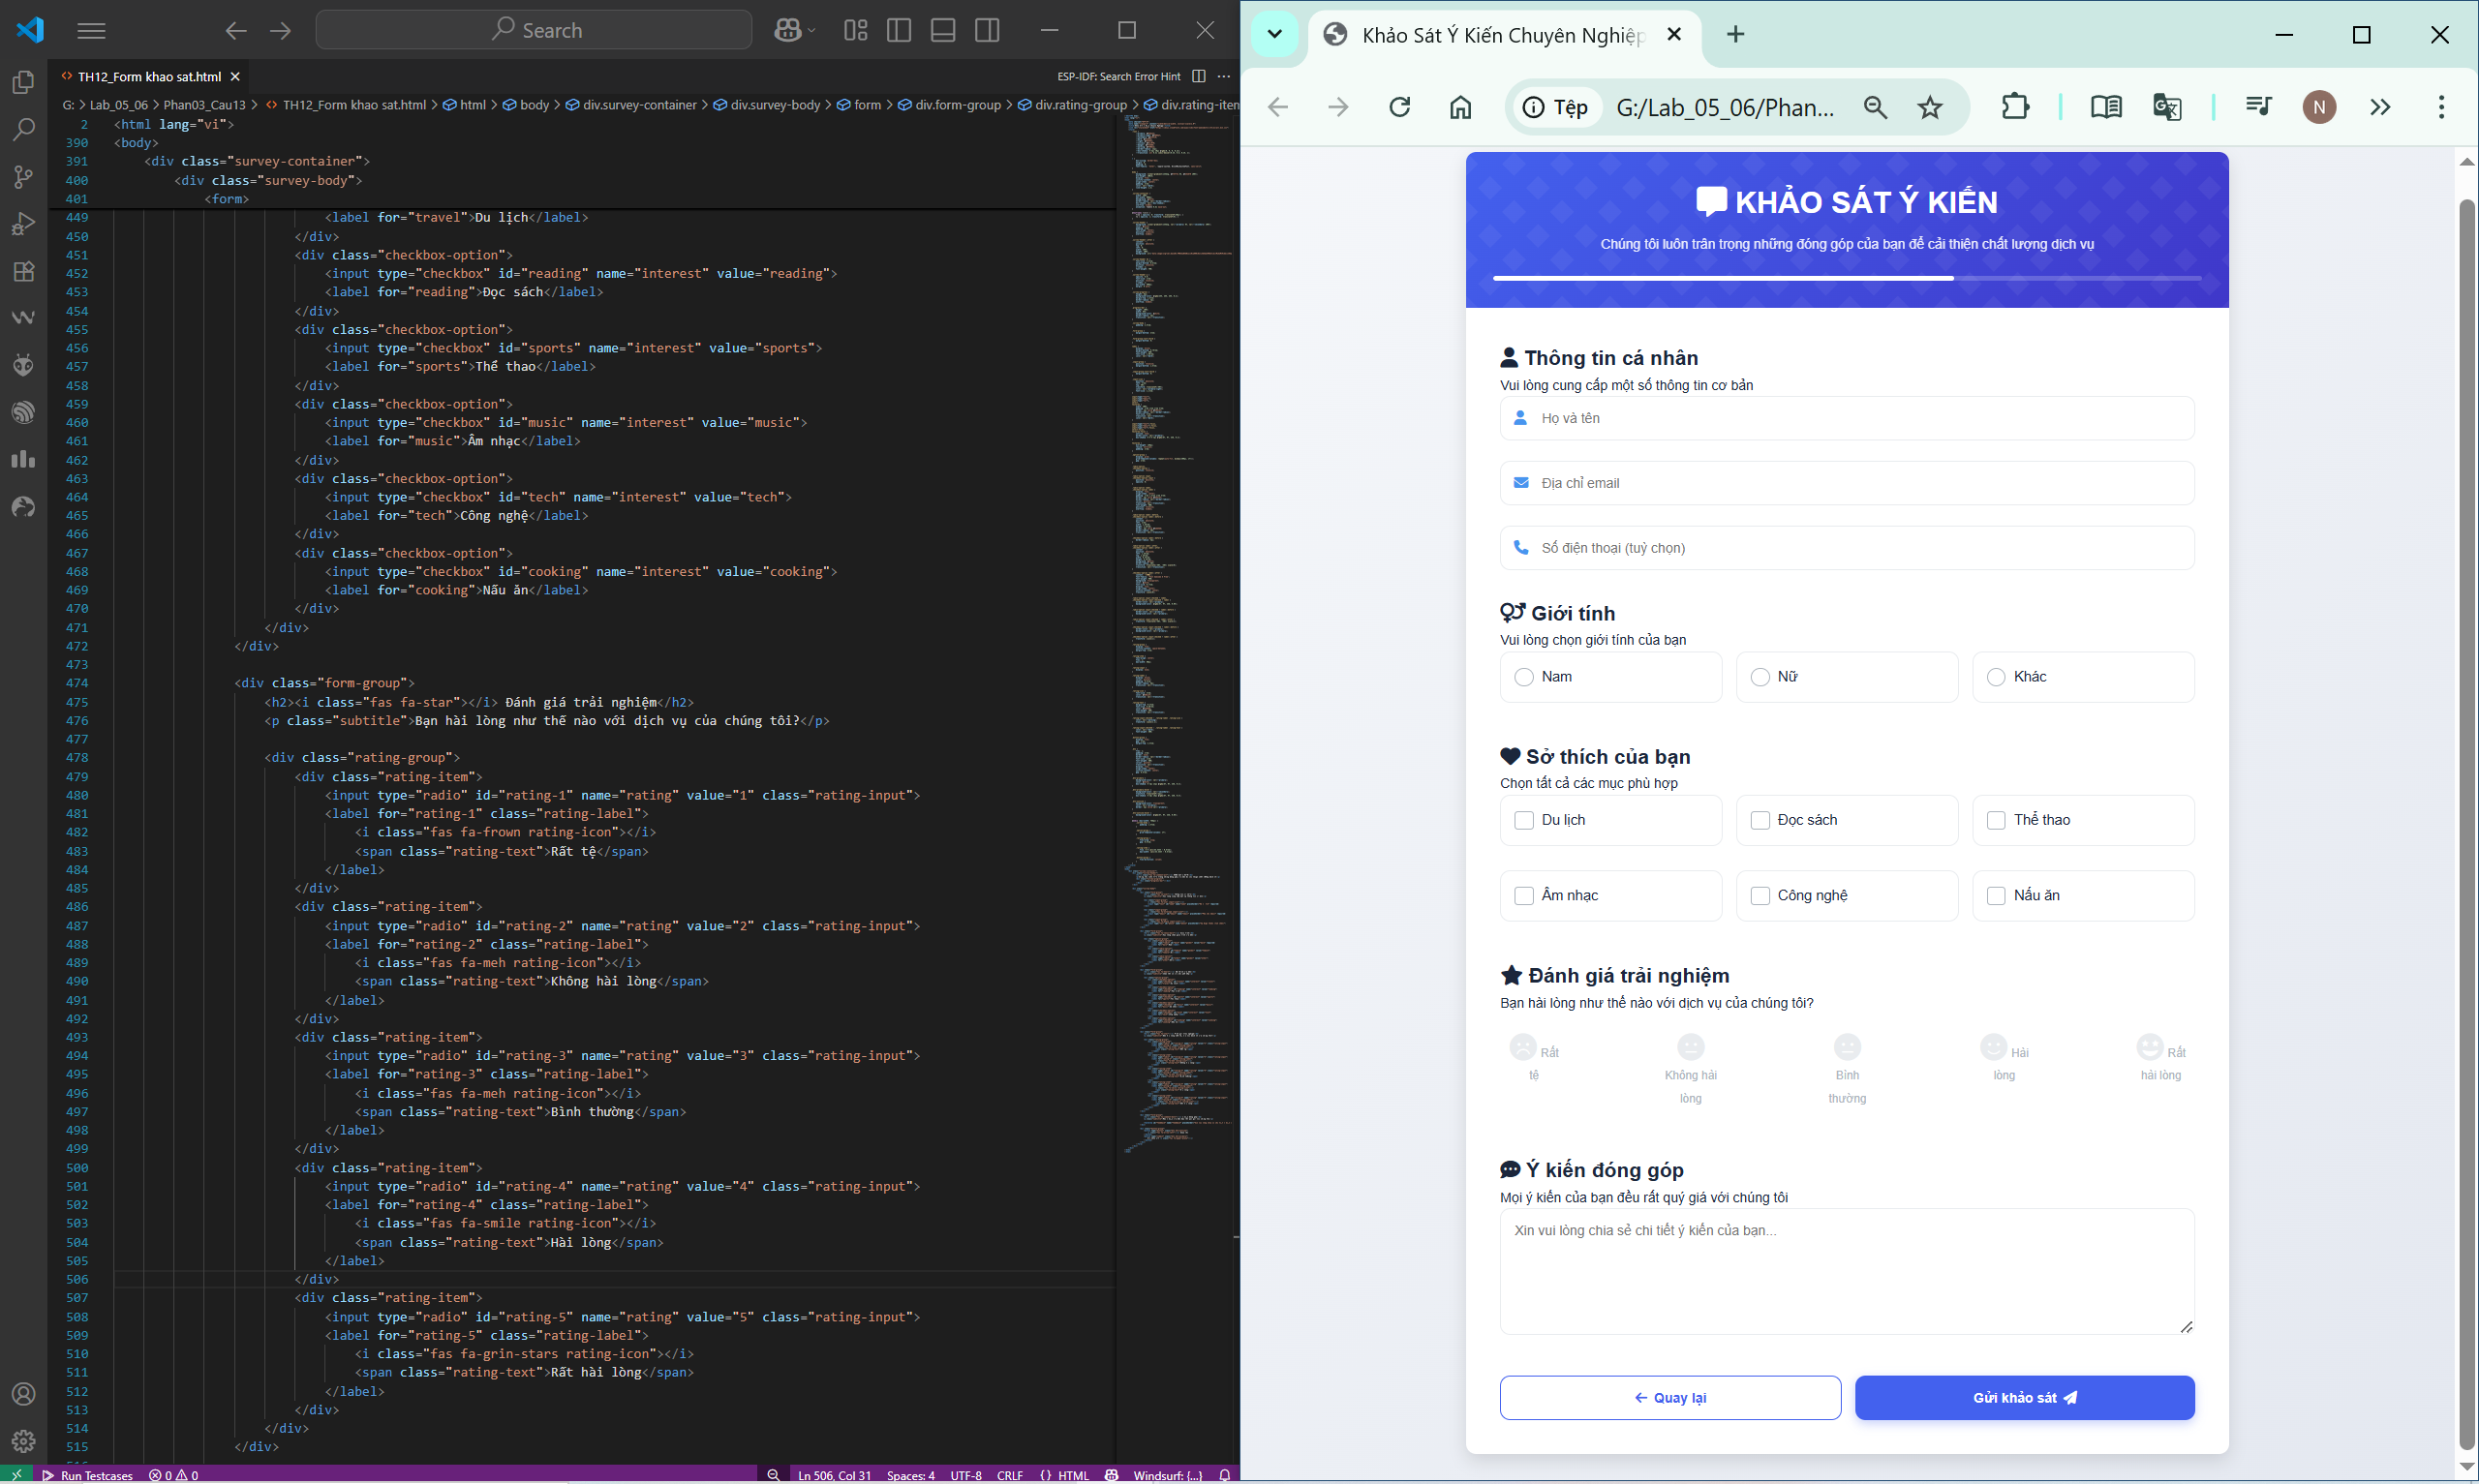 Search
TH12_Form khao sat.html
ESP-IDF: Search Error Hint
G: > Lab_05_06 > Phan03_Cau13 > TH12_Form khao sat.html > html > body > div.survey-container > div.survey-body > form > div.form-group > div.rating-group > div.rating-iten
2 <html lang="vi">
390 <body>
391 <div class="survey-container">
400 <div class="survey-body">
401 <form>
449 <label for="travel">Du lịch</label>
450 </div>
451 <div class="checkbox-option">
452 <input type="checkbox" id="reading" name="interest" value="reading">
453 <label for="reading">Đọc sách</label>
454 </div>
455 <div class="checkbox-option">
456 <input type="checkbox" id="sports" name="interest" value="sports">
457 <label for="sports">Thể thao</label>
458 </div>
459 <div class="checkbox-option">
460 <input type="checkbox" id="music" name="interest" value="music">
461 <label for="music">Âm nhạc</label>
462 </div>
463 <div class="checkbox-option">
464 <input type="checkbox" id="tech" name="interest" value="tech">
465 <label for="tech">Công nghệ</label>
466 </div>
467 <div class="checkbox-option">
468 <input type="checkbox" id="cooking" name="interest" value="cooking">
469 <label for="cooking">Nấu ăn</label>
470 </div>
471 </div>
472 </div>
473
474 <div class="form-group">
475 <h2><i class="fas fa-star"></i> Đánh giá trải nghiệm</h2>
476 <p class="subtitle">Bạn hài lòng như thế nào với dịch vụ của chúng tôi?</p>
477
478 <div class="rating-group">
479 <div class="rating-item">
480 <input type="radio" id="rating-1" name="rating" value="1" class="rating-input">
481 <label for="rating-1" class="rating-label">
482 <i class="fas fa-frown rating-icon"></i>
483 <span class="rating-text">Rất tệ</span>
484 </label>
485 </div>
486 <div class="rating-item">
487 <input type="radio" id="rating-2" name="rating" value="2" class="rating-input">
488 <label for="rating-2" class="rating-label">
489 <i class="fas fa-meh rating-icon"></i>
490 <span class="rating-text">Không hài lòng</span>
491 </label>
492 </div>
493 <div class="rating-item">
494 <input type="radio" id="rating-3" name="rating" value="3" class="rating-input">
495 <label for="rating-3" class="rating-label">
496 <i class="fas fa-meh rating-icon"></i>
497 <span class="rating-text">Bình thường</span>
498 </label>
499 </div>
500 <div class="rating-item">
501 <input type="radio" id="rating-4" name="rating" value="4" class="rating-input">
502 <label for="rating-4" class="rating-label">
503 <i class="fas fa-smile rating-icon"></i>
504 <span class="rating-text">Hài lòng</span>
505 </label>
506 </div>
507 <div class="rating-item">
508 <input type="radio" id="rating-5" name="rating" value="5" class="rating-input">
509 <label for="rating-5" class="rating-label">
510 <i class="fas fa-grin-stars rating-icon"></i>
511 <span class="rating-text">Rất hài lòng</span>
512 </label>
513 </div>
514 </div>
515 </div>
Run Testcases 0 0 Ln 506, Col 31 Spaces: 4 UTF-8 CRLF {} HTML Windsurf: {...}
Khảo Sát Ý Kiến Chuyên Nghiệp
Tệp G:/Lab_05_06/Phan... N
KHẢO SÁT Ý KIẾN
Chúng tôi luôn trân trọng những đóng góp của bạn để cải thiện chất lượng dịch vụ
Thông tin cá nhân
Vui lòng cung cấp một số thông tin cơ bản
Họ và tên
Địa chỉ email
Số điện thoại (tuỳ chọn)
Giới tính
Vui lòng chọn giới tính của bạn
Nam Nữ Khác
Sở thích của bạn
Chọn tất cả các mục phù hợp
Du lịch Đọc sách Thể thao
Âm nhạc Công nghệ Nấu ăn
Đánh giá trải nghiệm
Bạn hài lòng như thế nào với dịch vụ của chúng tôi?
Rất Hài Rất
tệ Không hài Bình lòng hài lòng
lòng thường
Ý kiến đóng góp
Mọi ý kiến của bạn đều rất quý giá với chúng tôi
Xin vui lòng chia sẻ chi tiết ý kiến của bạn...
Quay lại Gửi khảo sát